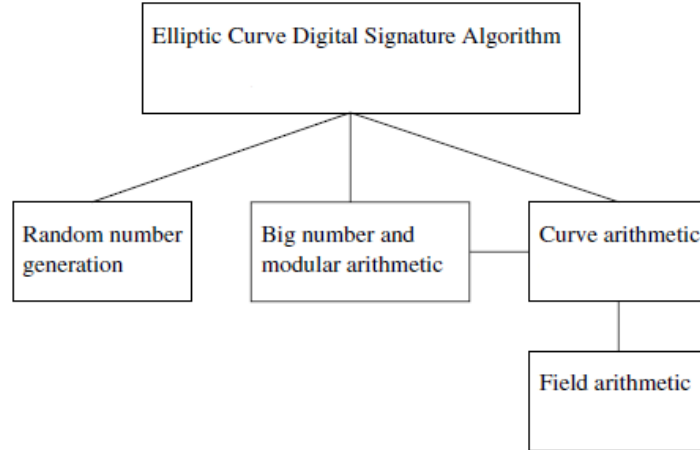 Elliptic Curve Digital Signature Algorithm
Random number
generation
Big number and
modular arithmetic
Curve arithmetic
Field arithmetic